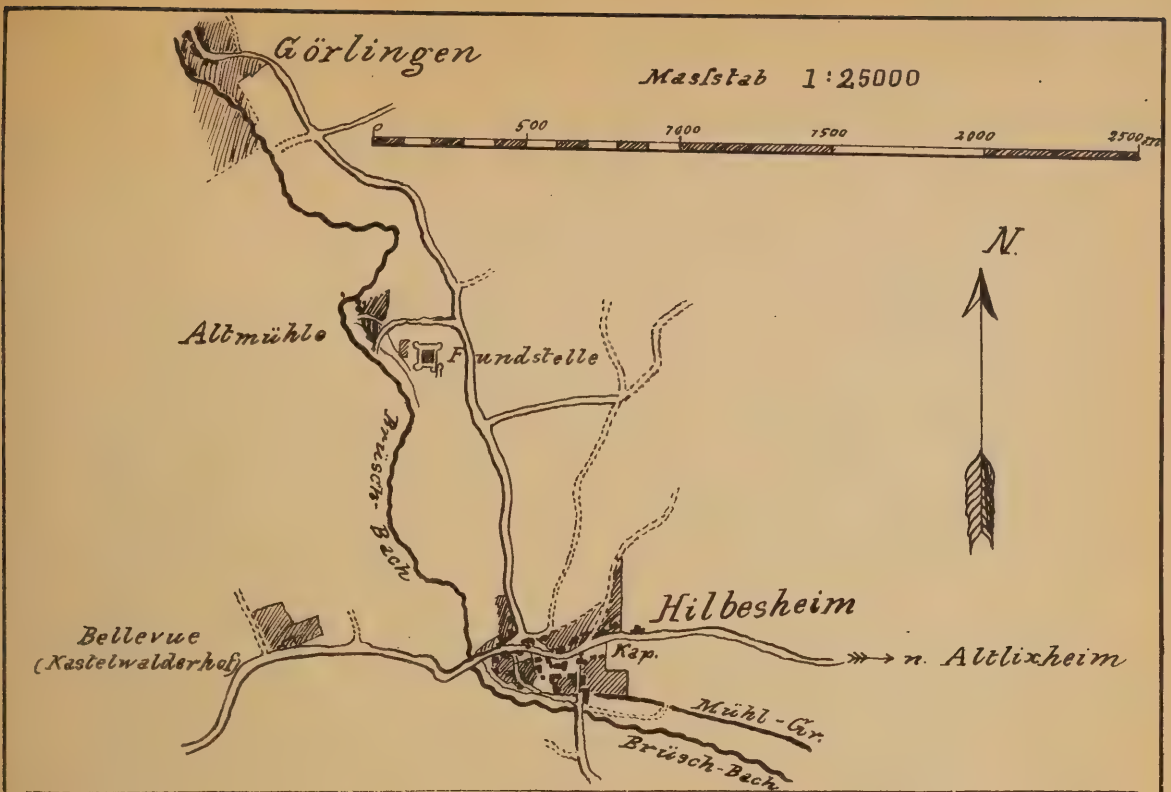 Görlingen
Massstab 1:25000
0 500 1000 1500 2000 2500m
N.
Altmühle
Fundstelle
Brüsch-Bach
Hilbesheim
Bellevue
(Kastelwalderhof)
Kap.
n. Altlixheim
Mühl-Gr.
Brüsch-Bach